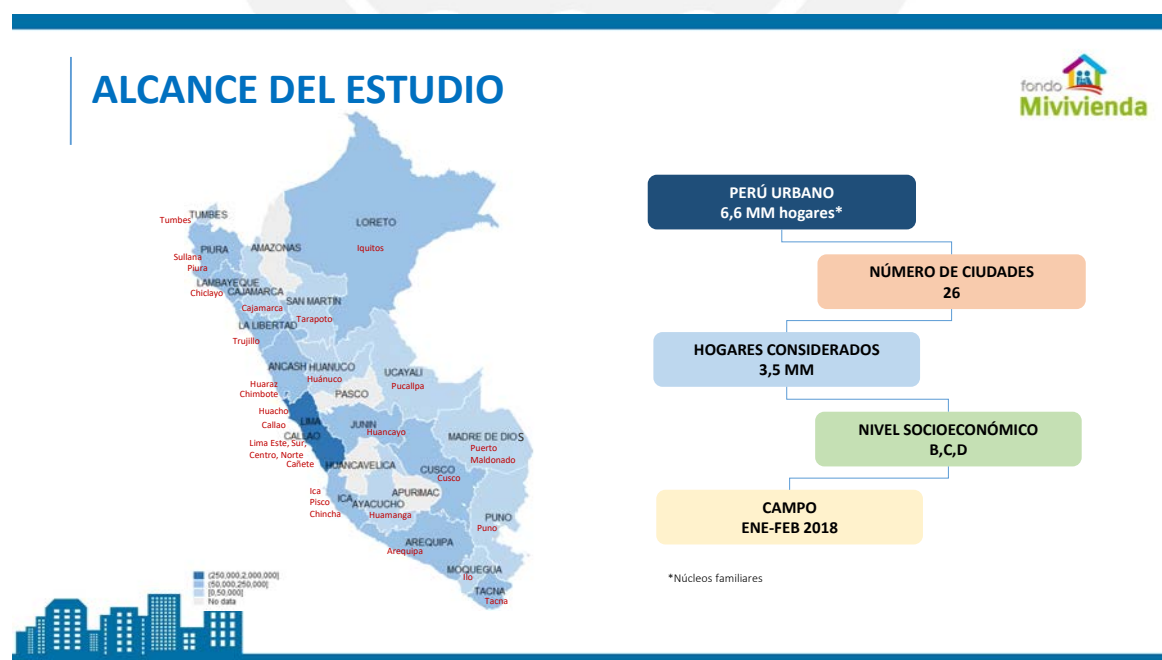 ALCANCE DEL ESTUDIO
fondo
Mivivienda
TUMBES
Tumbes
LORETO
Iquitos
PIURA
AMAZONAS
Sullana
Piura
LAMBAYEQUE
CAJAMARCA
Chiclayo
SAN MARTIN
Cajamarca
Tarapoto
LA LIBERTAD
Trujillo
ANCASH
HUANUCO
Huánuco
UCAYALI
Pucallpa
Huaraz
Chimbote
PASCO
Huacho
LIMA
Callao
CALLAO
JUNIN
Huancayo
MADRE DE DIOS
Puerto
Maldonado
Lima Este, Sur,
Centro, Norte
Cañete
HUANCAVELICA
CUSCO
Cusco
Ica
Pisco
Chincha
ICA
AYACUCHO
Huamanga
APURIMAC
PUNO
Puno
AREQUIPA
Arequipa
MOQUEGUA
Ilo
TACNA
Tacna
(250,000,2,000,000]
(50,000,250,000]
[0,50,000]
No data
PERÚ URBANO
6,6 MM hogares*
NÚMERO DE CIUDADES
26
HOGARES CONSIDERADOS
3,5 MM
NIVEL SOCIOECONÓMICO
B,C,D
CAMPO
ENE-FEB 2018
*Núcleos familiares